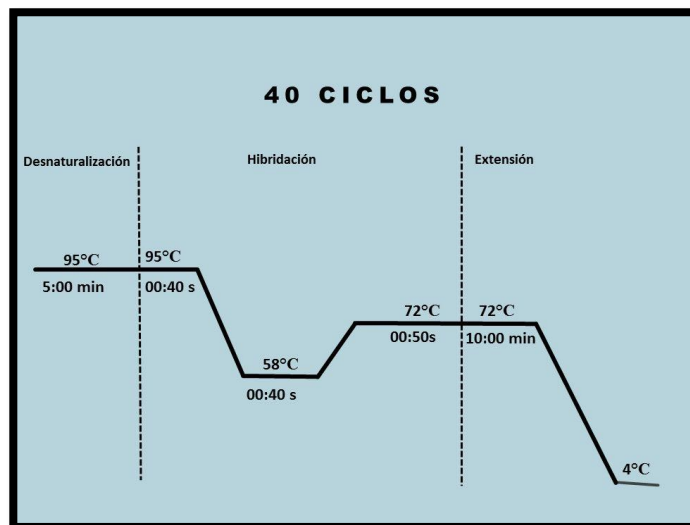 40 CICLOS
Desnaturalización
Hibridación
Extensión
95°C
5:00 min
95°C
00:40 s
58°C
00:40 s
72°C
00:50s
72°C
10:00 min
4°C